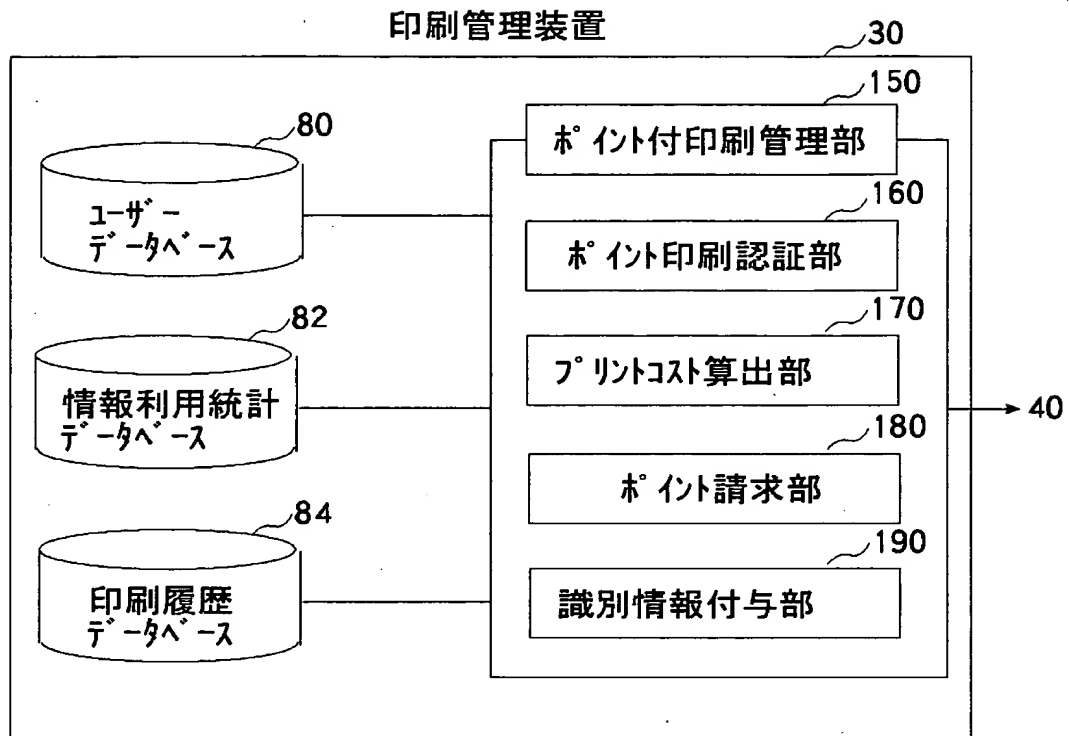 印刷管理装置
30
80
ユーザー
データベース
82
情報利用統計
データベース
84
印刷履歴
データベース
150
ポイント付印刷管理部
160
ポイント印刷認証部
170
プリントコスト算出部
180
ポイント請求部
190
識別情報付与部
40